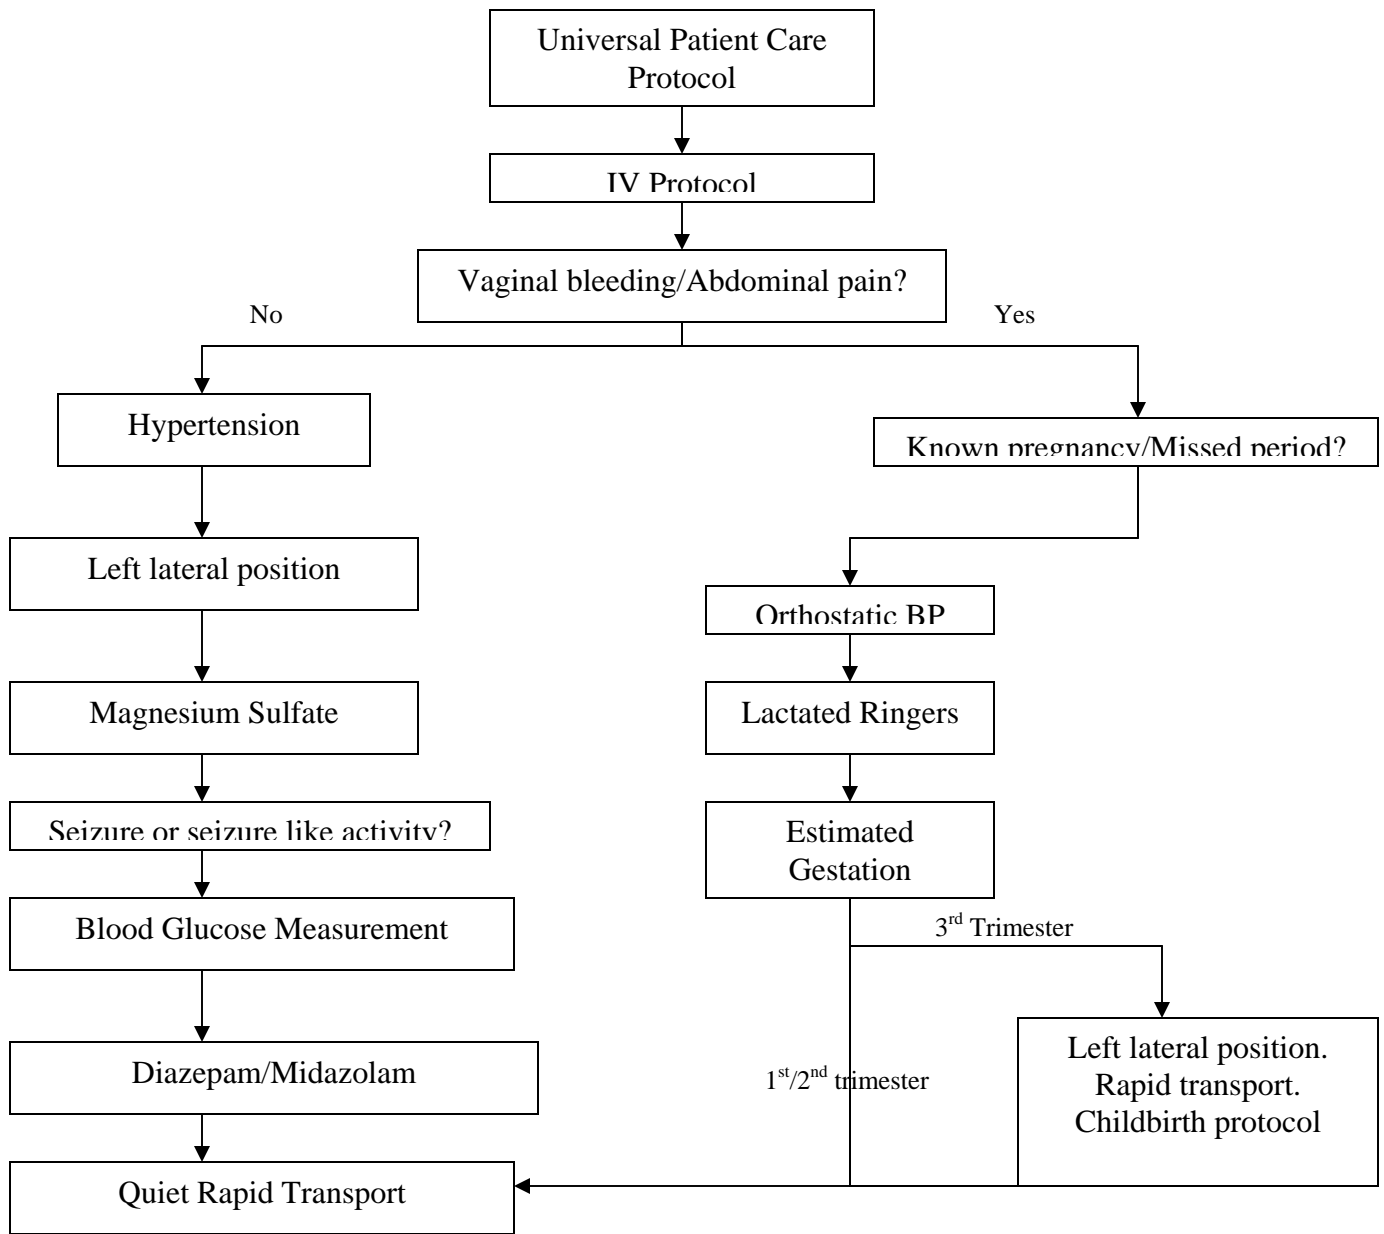 Universal Patient Care
Protocol
IV Protocol
Vaginal bleeding/Abdominal pain?
No
Yes
Hypertension
Known pregnancy/Missed period?
Left lateral position
Orthostatic BP
Magnesium Sulfate
Lactated Ringers
Seizure or seizure like activity?
Estimated
Gestation
Blood Glucose Measurement
3rd Trimester
Diazepam/Midazolam
1st/2nd trimester
Left lateral position.
Rapid transport.
Childbirth protocol
Quiet Rapid Transport